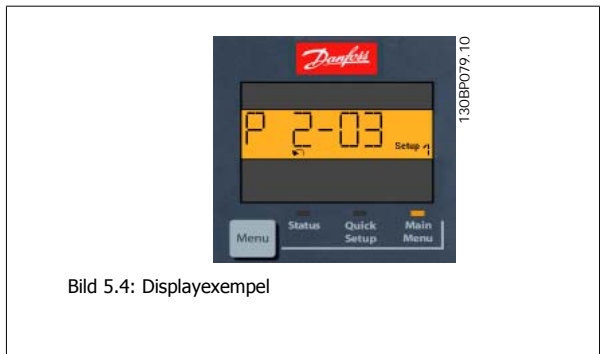 Danfoss
130BP079.10
P 2-03
Setup 1
Menu
Status
Quick Setup
Main Menu
Bild 5.4: Displayexempel